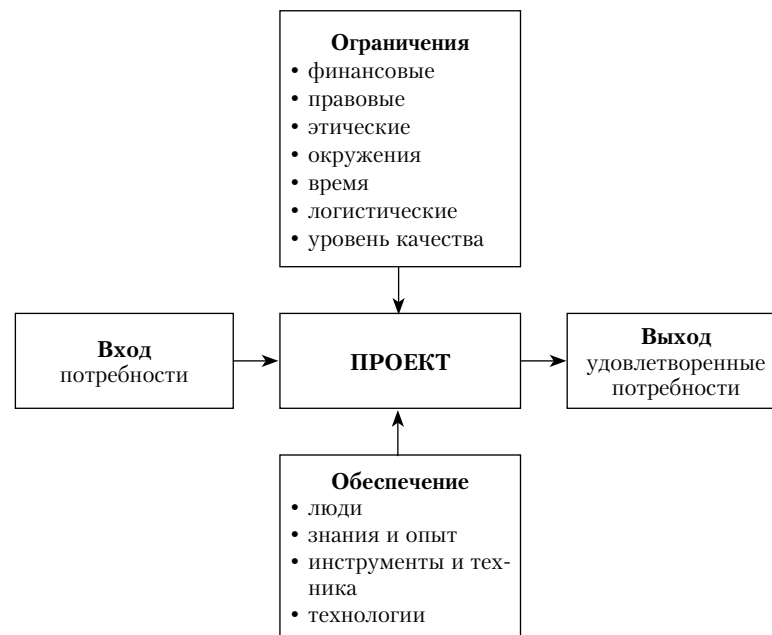 Ограничения
• финансовые
• правовые
• этические
• окружения
• время
• логистические
• уровень качества
Вход
потребности
ПРОЕКТ
Выход
удовлетворенные
потребности
Обеспечение
• люди
• знания и опыт
• инструменты и тех-
ника
• технологии